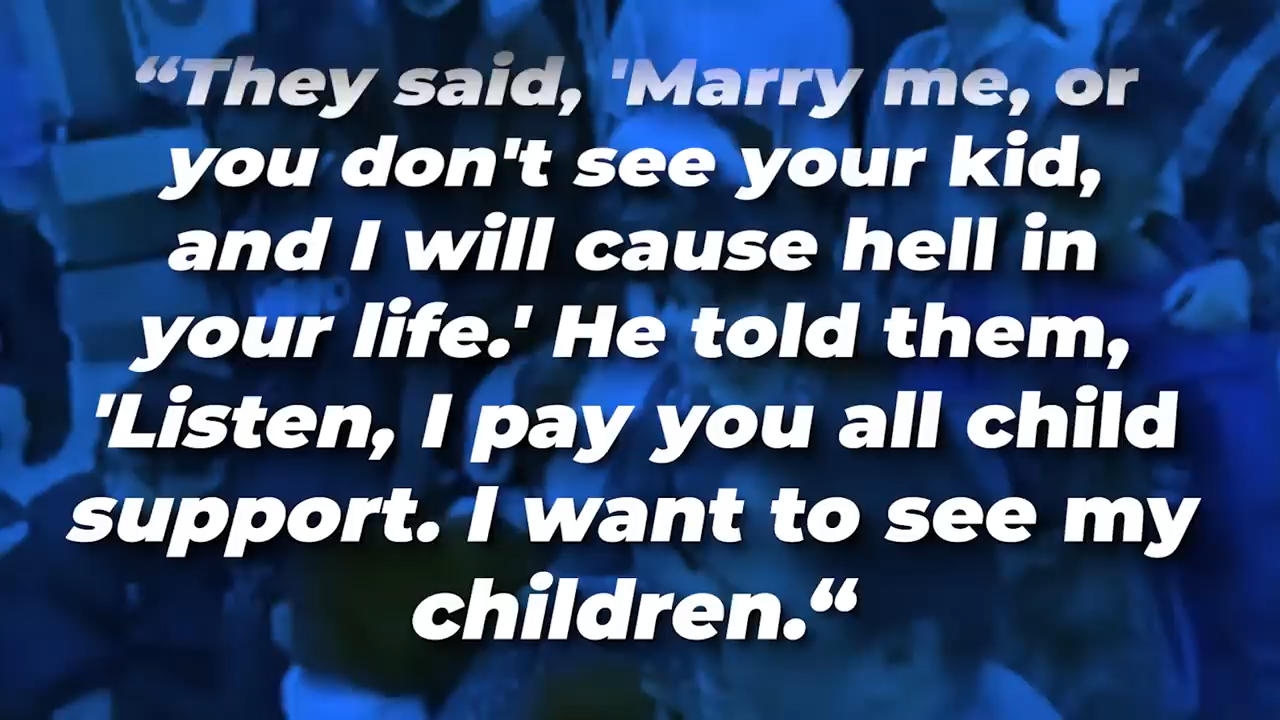 “They said, 'Marry me, or
you don't see your kid,
and I will cause hell in
your life.' He told them,
'Listen, I pay you all child
support. I want to see my
children.“